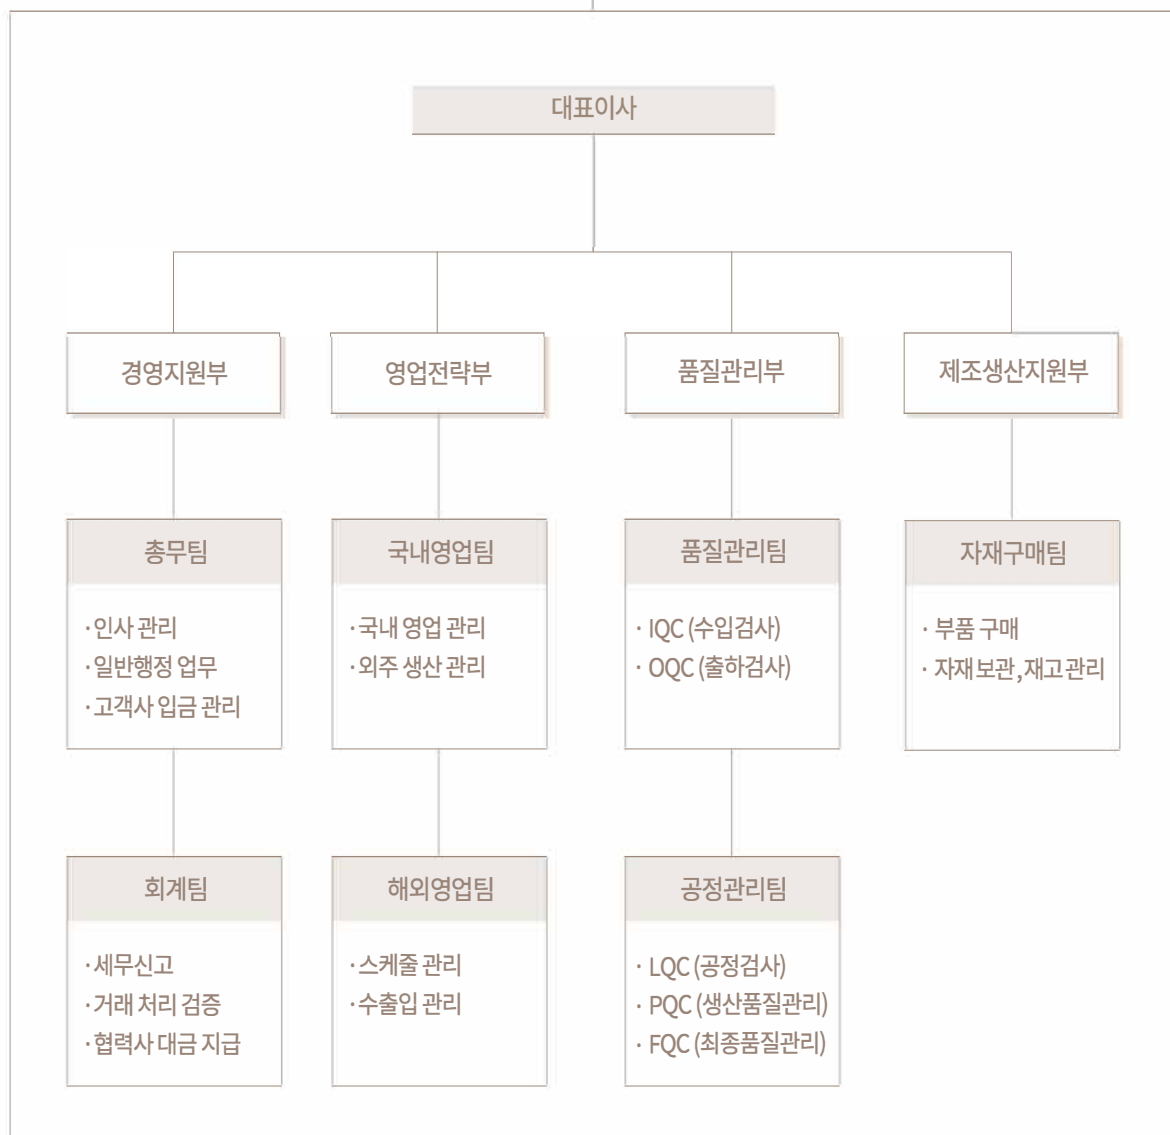 대표이사
경영지원부
영업전략부
품질관리부
제조생산지원부
총무팀
·인사 관리
·일반행정 업무
·고객사 입금 관리
국내영업팀
·국내 영업 관리
·외주 생산 관리
품질관리팀
· IQC (수입검사)
· OQC (출하검사)
자재구매팀
· 부품 구매
· 자재 보관, 재고 관리
회계팀
·세무신고
·거래 처리 검증
·협력사 대금 지급
해외영업팀
·스케줄 관리
·수출입 관리
공정관리팀
· LQC (공정검사)
· PQC (생산품질관리)
· FQC (최종품질관리)